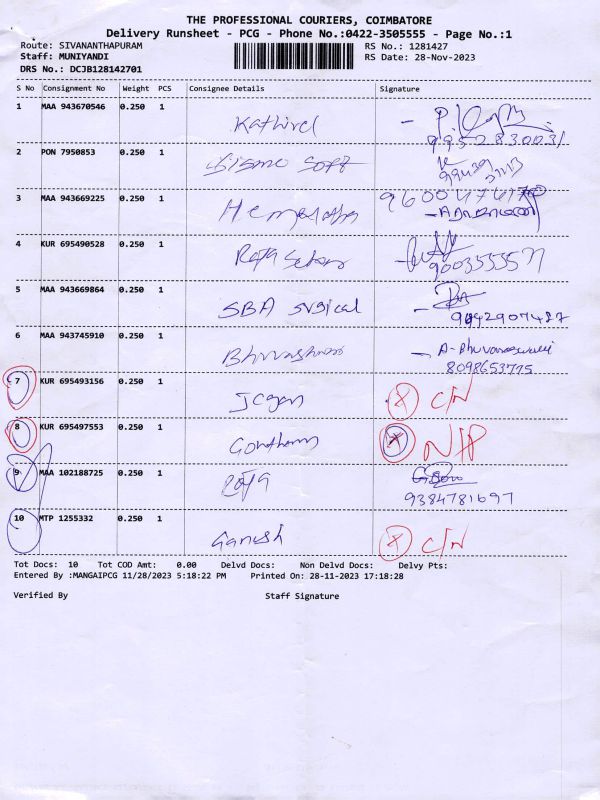 THE PROFESSIONAL COURIERS, COIMBATORE
Delivery Runsheet - PCG - Phone No.:0422-3505555 - Page No.:1
Route: SIVANANTHAPURAM RS No.: 1281427
Staff: MUNIYANDI RS Date: 28-Nov-2023
DRS No.: DCJB128142701
S No Consignment No Weight PCS Consignee Details Signature
1 MAA 943670546 0.250 1 Kathirel
9952830031
2 PON 7950853 0.250 1
3 MAA 943669225 0.250 1 Hemalatha
4 KUR 695490528 0.250 1 Raja Sekar
9003555577
5 MAA 943669864 0.250 1 SBA Svgical
9942907427
6 MAA 943745910 0.250 1 - A-Bhuvaneswari
8098653775
7 KUR 695493156 0.250 1 Jegan X C/N
8 KUR 695497553 0.250 1 Gowtham X N/P
9 MAA 102188725 0.250 1 Raja
9384781697
10 MTP 1255332 0.250 1 Ganesh X C/N
Tot Docs: 10 Tot COD Amt: 0.00 Delvd Docs: Non Delvd Docs: Delvy Pts:
Entered By :MANGAIPCG 11/28/2023 5:18:22 PM Printed On: 28-11-2023 17:18:28
Verified By Staff Signature